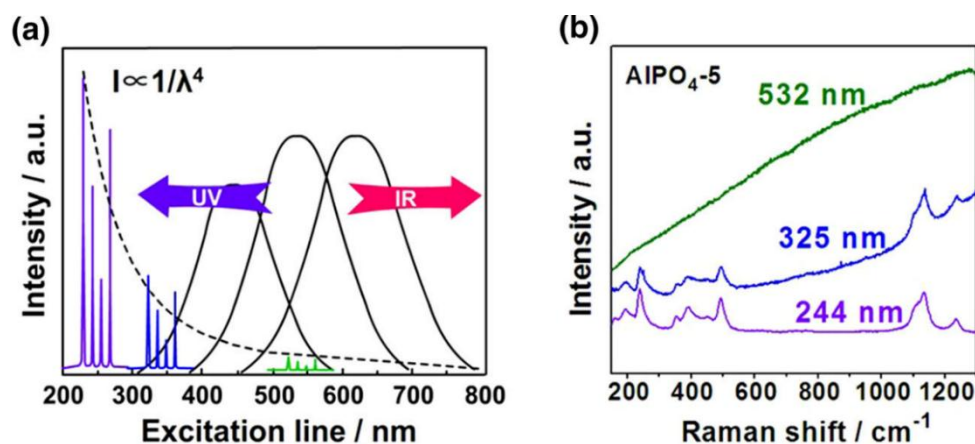 (a)
I∝1/λ⁴
UV
IR
Intensity / a.u.
200 300 400 500 600 700 800
Excitation line / nm
(b)
AlPO₄-5
532 nm
325 nm
244 nm
Intensity / a.u.
200 400 600 800 1000 1200
Raman shift / cm⁻¹